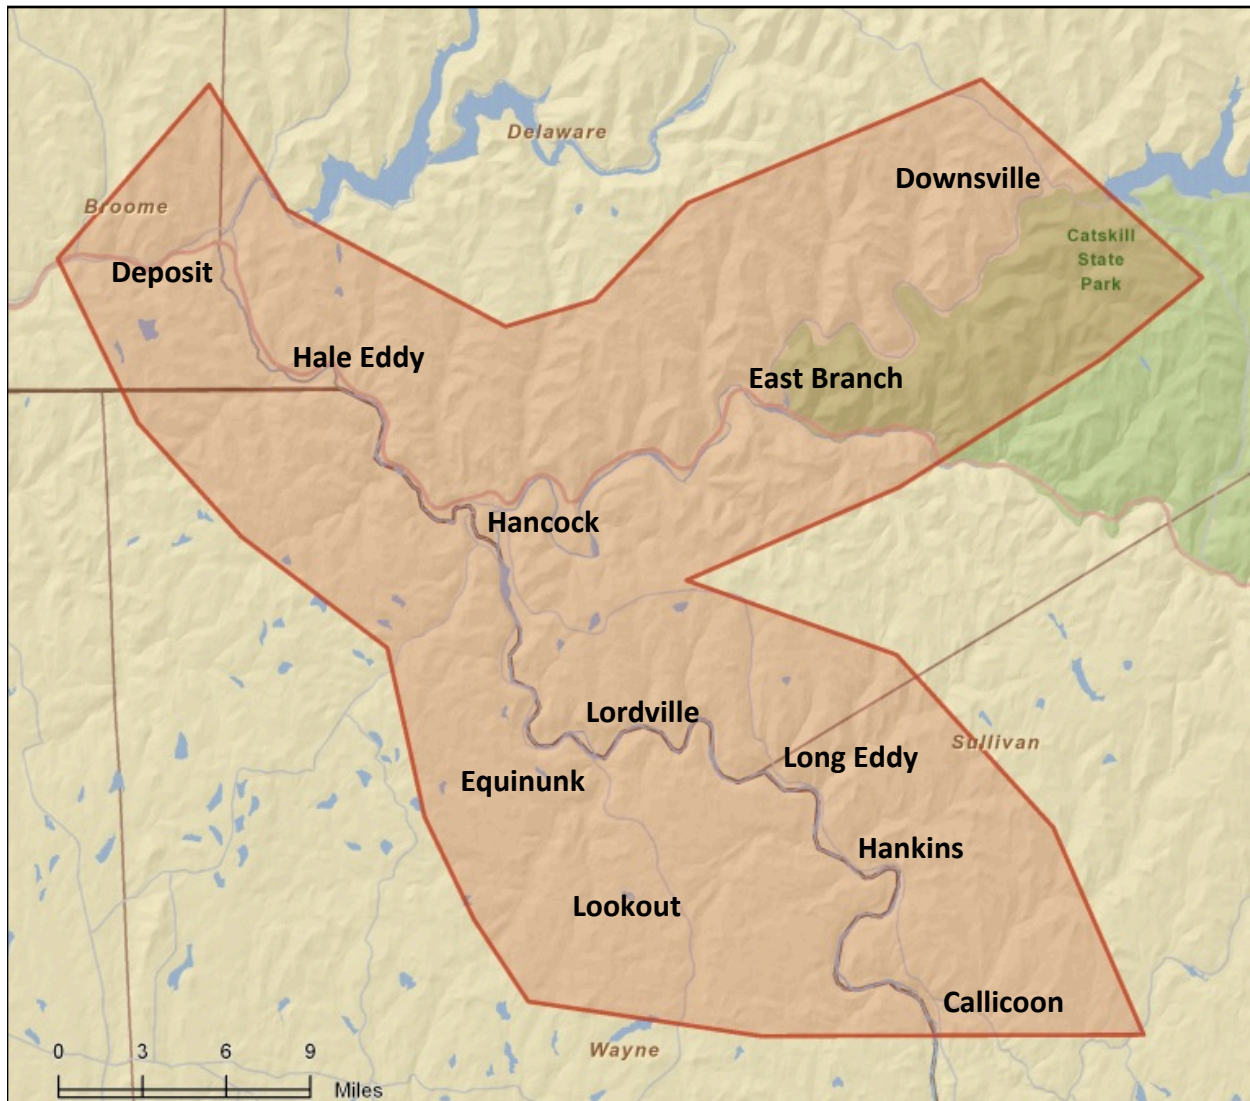 Delaware
Downsville
Broome
Catskill
State
Park
Deposit
Hale Eddy
East Branch
Hancock
Lordville
Sullivan
Long Eddy
Equinunk
Hankins
Lookout
Callicoon
Wayne
0 3 6 9
Miles